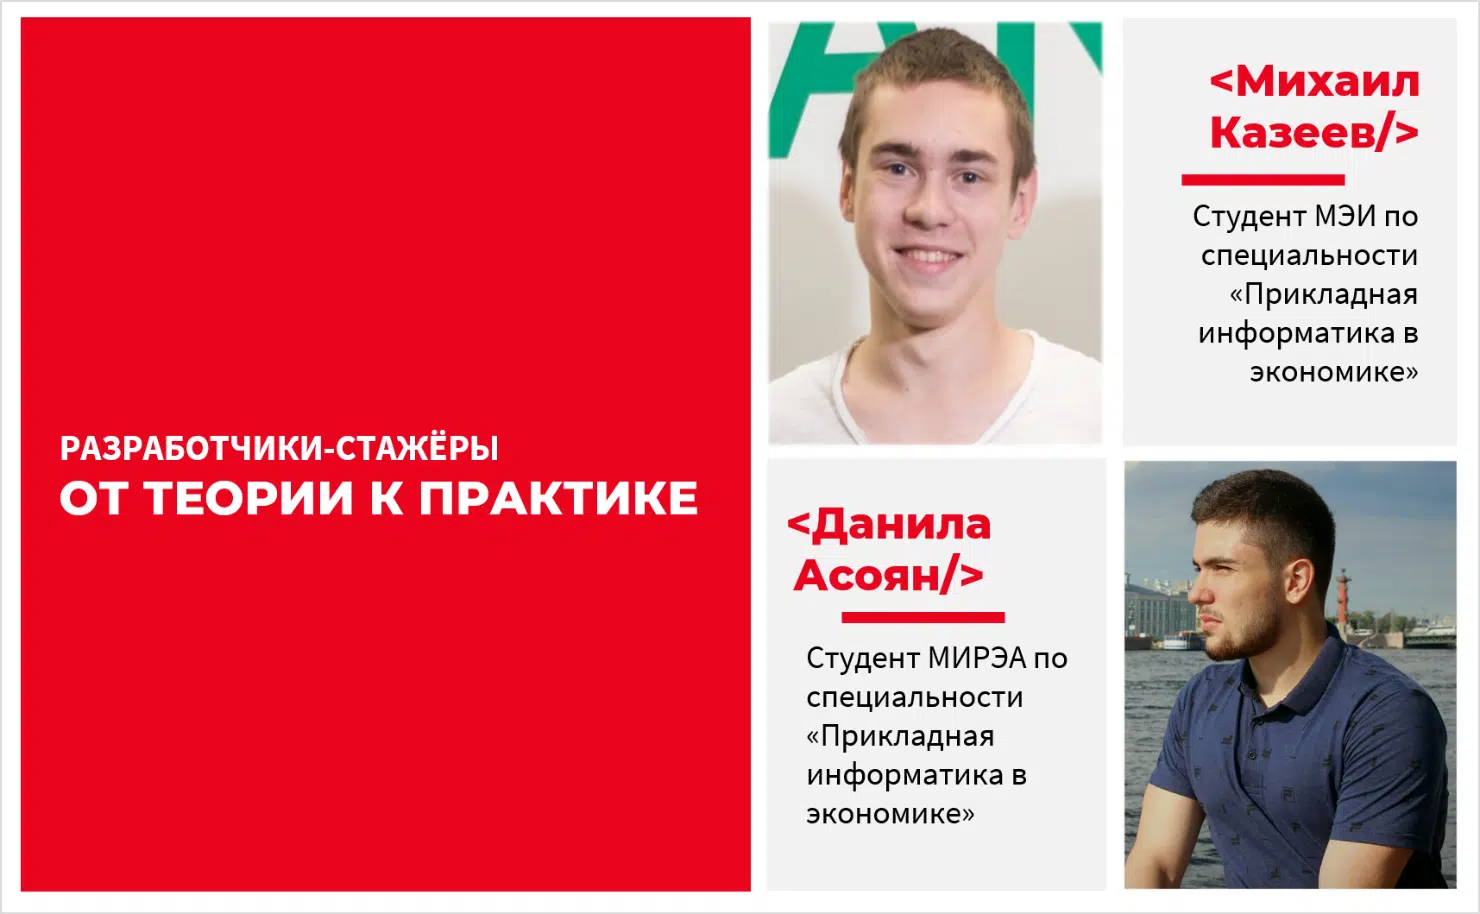 РАЗРАБОТЧИКИ-СТАЖЁРЫ
ОТ ТЕОРИИ К ПРАКТИКЕ
<Михаил
Казеев/>
Студент МЭИ по
специальности
«Прикладная
информатика в
экономике»
<Данила
Асоян/>
Студент МИРЭА по
специальности
«Прикладная
информатика в
экономике»